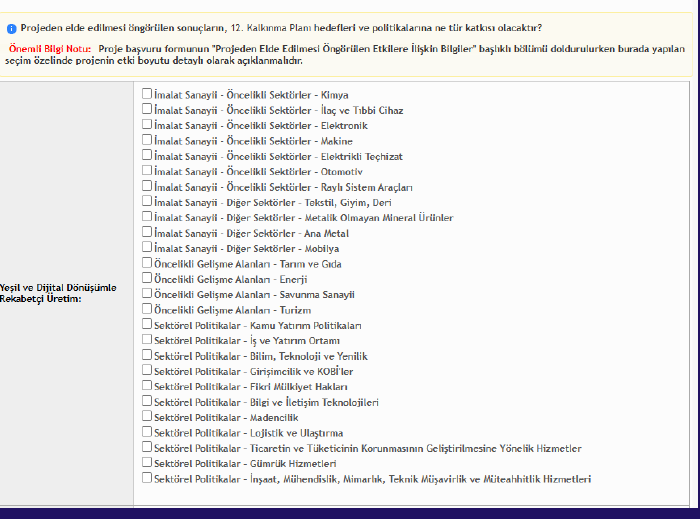 Projeden elde edilmesi öngörülen sonuçların, 12. Kalkınma Planı hedefleri ve politikalarına ne tür katkısı olacaktır?
Önemli Bilgi Notu: Proje başvuru formunun "Projeden Elde Edilmesi Öngörülen Etkilere İlişkin Bilgiler" başlıklı bölümü doldurulurken burada yapılan
seçim özelinde projenin etki boyutu detaylı olarak açıklanmalıdır.
Yeşil ve Dijital Dönüşümle
Rekabetçi Üretim:
İmalat Sanayii - Öncelikli Sektörler - Kimya
İmalat Sanayii - Öncelikli Sektörler - İlaç ve Tıbbi Cihaz
İmalat Sanayii - Öncelikli Sektörler - Elektronik
İmalat Sanayii - Öncelikli Sektörler - Makine
İmalat Sanayii - Öncelikli Sektörler - Elektrikli Teçhizat
İmalat Sanayii - Öncelikli Sektörler - Otomotiv
İmalat Sanayii - Öncelikli Sektörler - Raylı Sistem Araçları
İmalat Sanayii - Diğer Sektörler - Tekstil, Giyim, Deri
İmalat Sanayii - Diğer Sektörler - Metalik Olmayan Mineral Ürünler
İmalat Sanayii - Diğer Sektörler - Ana Metal
İmalat Sanayii - Diğer Sektörler - Mobilya
Öncelikli Gelişme Alanları - Tarım ve Gıda
Öncelikli Gelişme Alanları - Enerji
Öncelikli Gelişme Alanları - Savunma Sanayii
Öncelikli Gelişme Alanları - Turizm
Sektörel Politikalar - Kamu Yatırım Politikaları
Sektörel Politikalar - İş ve Yatırım Ortamı
Sektörel Politikalar - Bilim, Teknoloji ve Yenilik
Sektörel Politikalar - Girişimcilik ve KOBİ'ler
Sektörel Politikalar - Fikri Mülkiyet Hakları
Sektörel Politikalar - Bilgi ve İletişim Teknolojileri
Sektörel Politikalar - Madencilik
Sektörel Politikalar - Lojistik ve Ulaştırma
Sektörel Politikalar - Ticaretin ve Tüketicinin Korunmasının Geliştirilmesine Yönelik Hizmetler
Sektörel Politikalar - Gümrük Hizmetleri
Sektörel Politikalar - İnşaat, Mühendislik, Mimarlık, Teknik Müşavirlik ve Müteahhitlik Hizmetleri